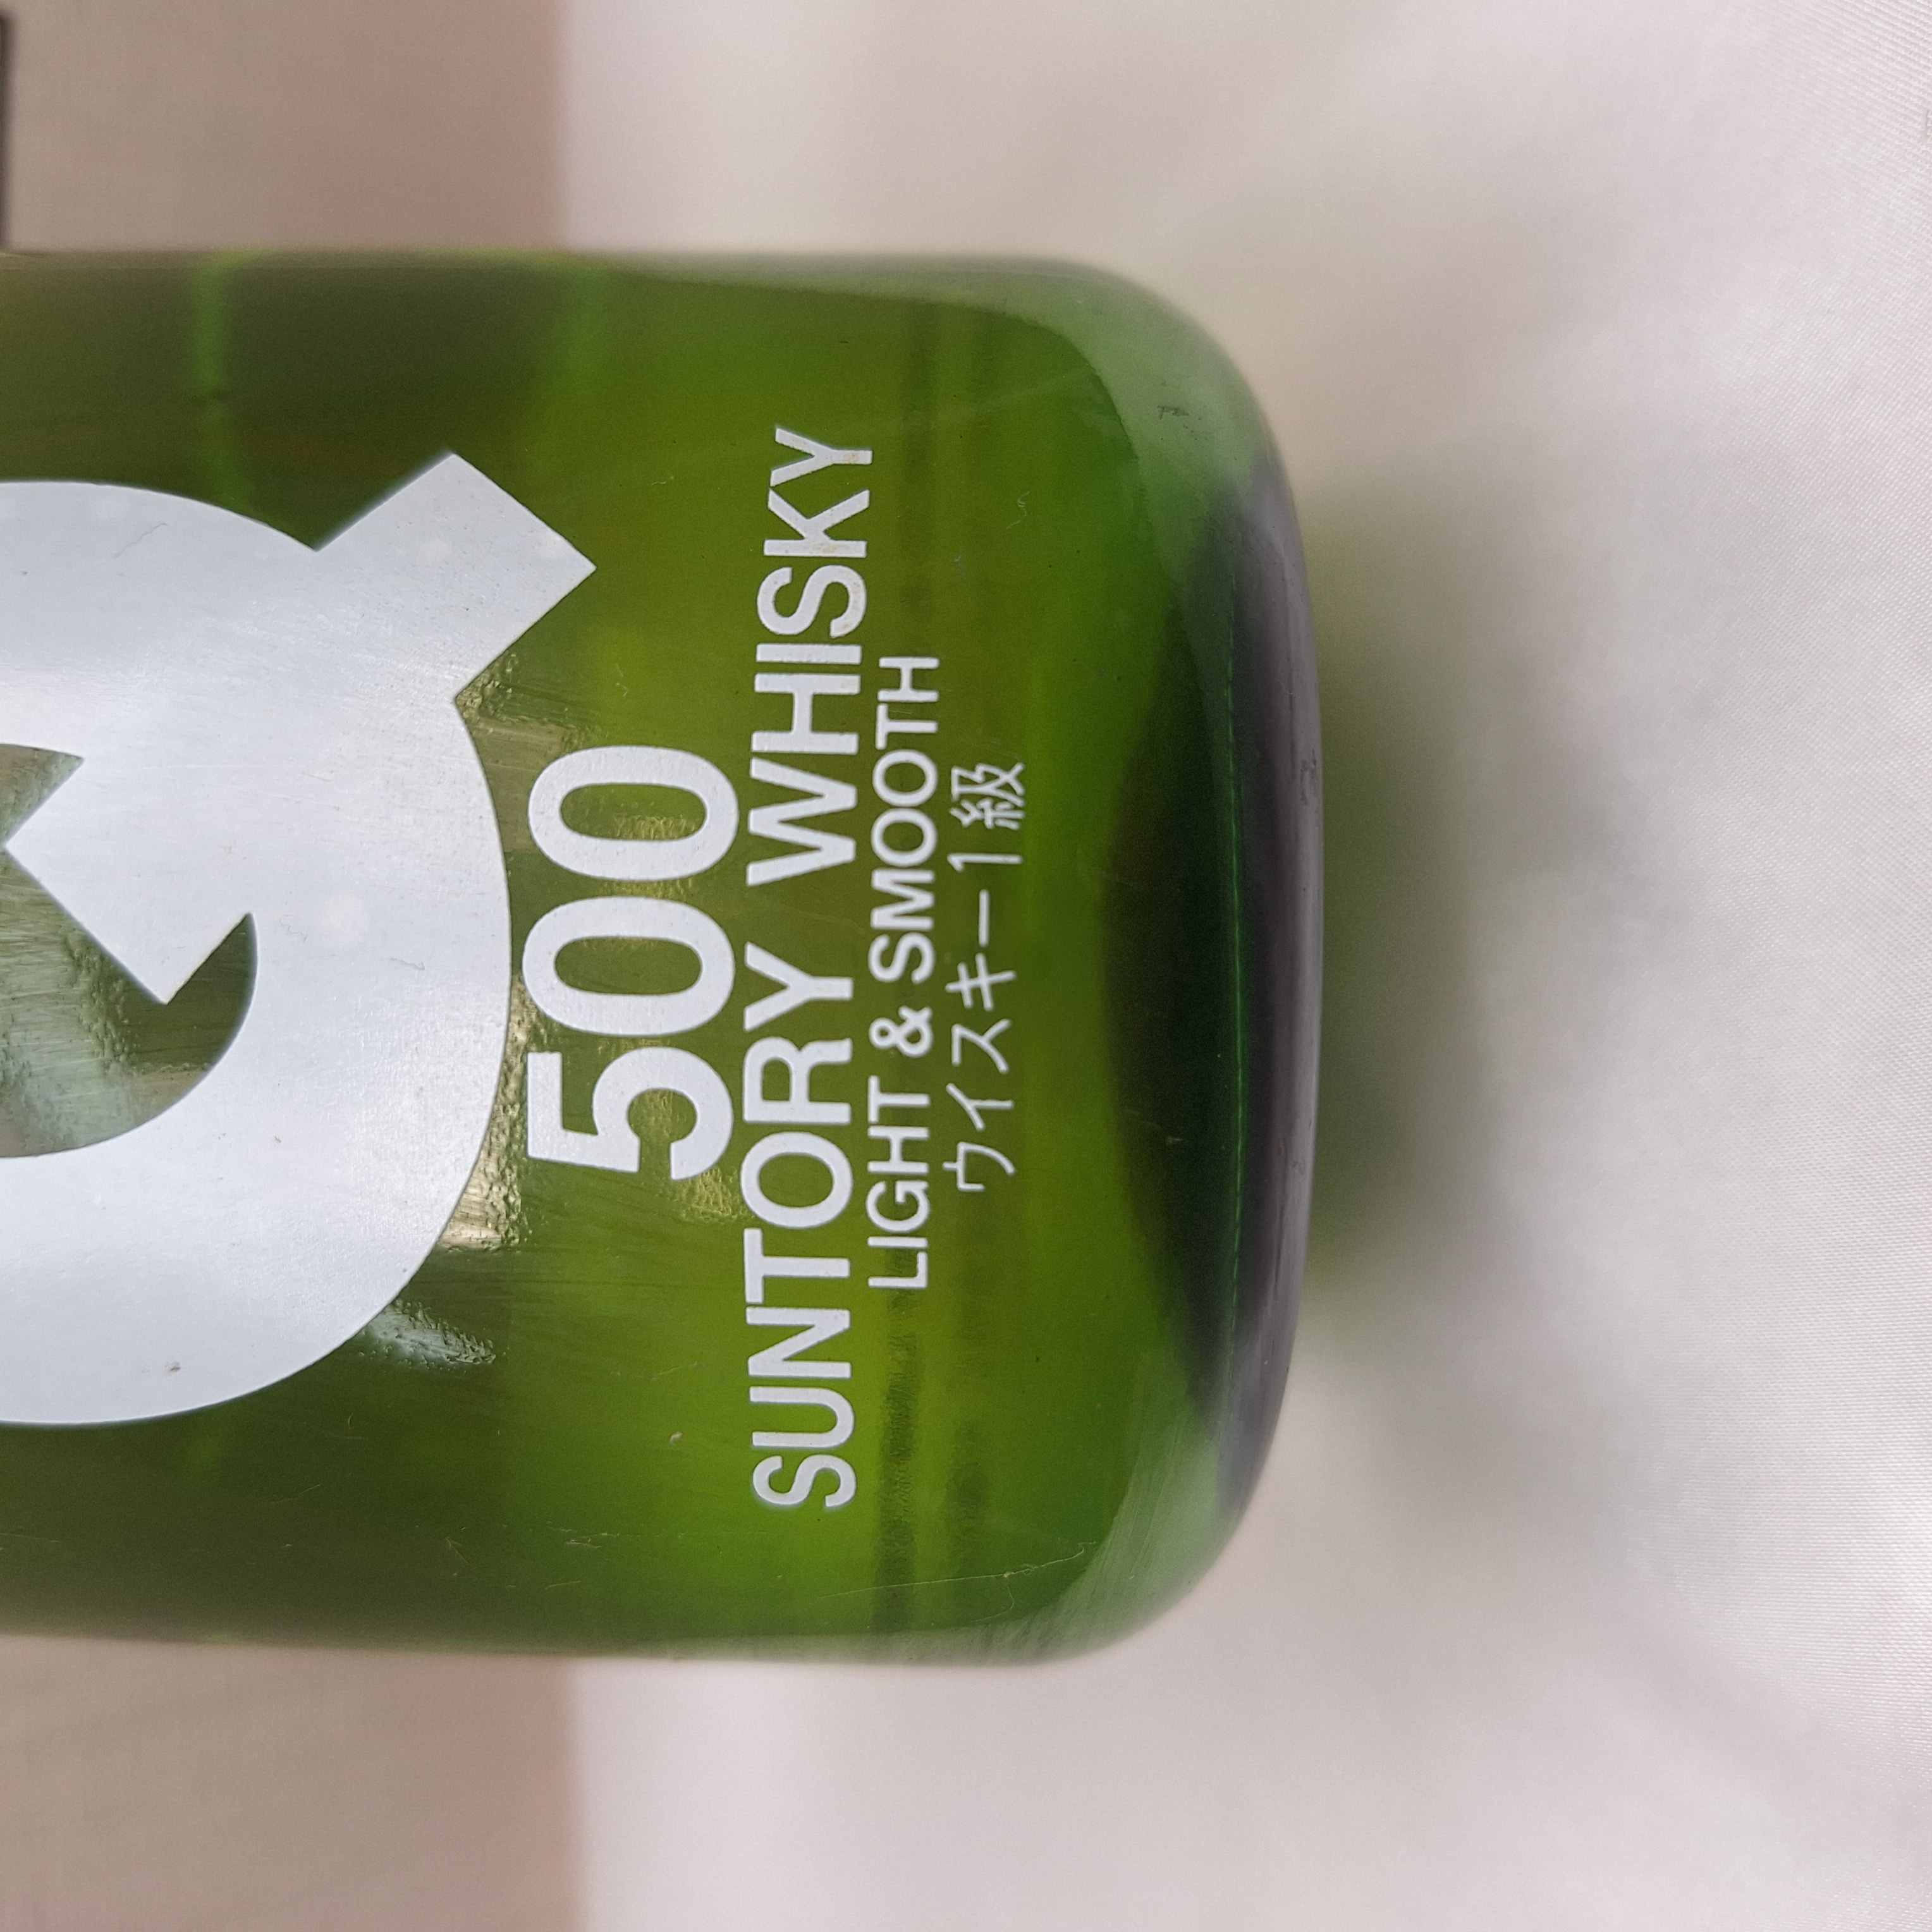 Q
500
SUNTORY WHISKY
LIGHT & SMOOTH
ウイスキー1級